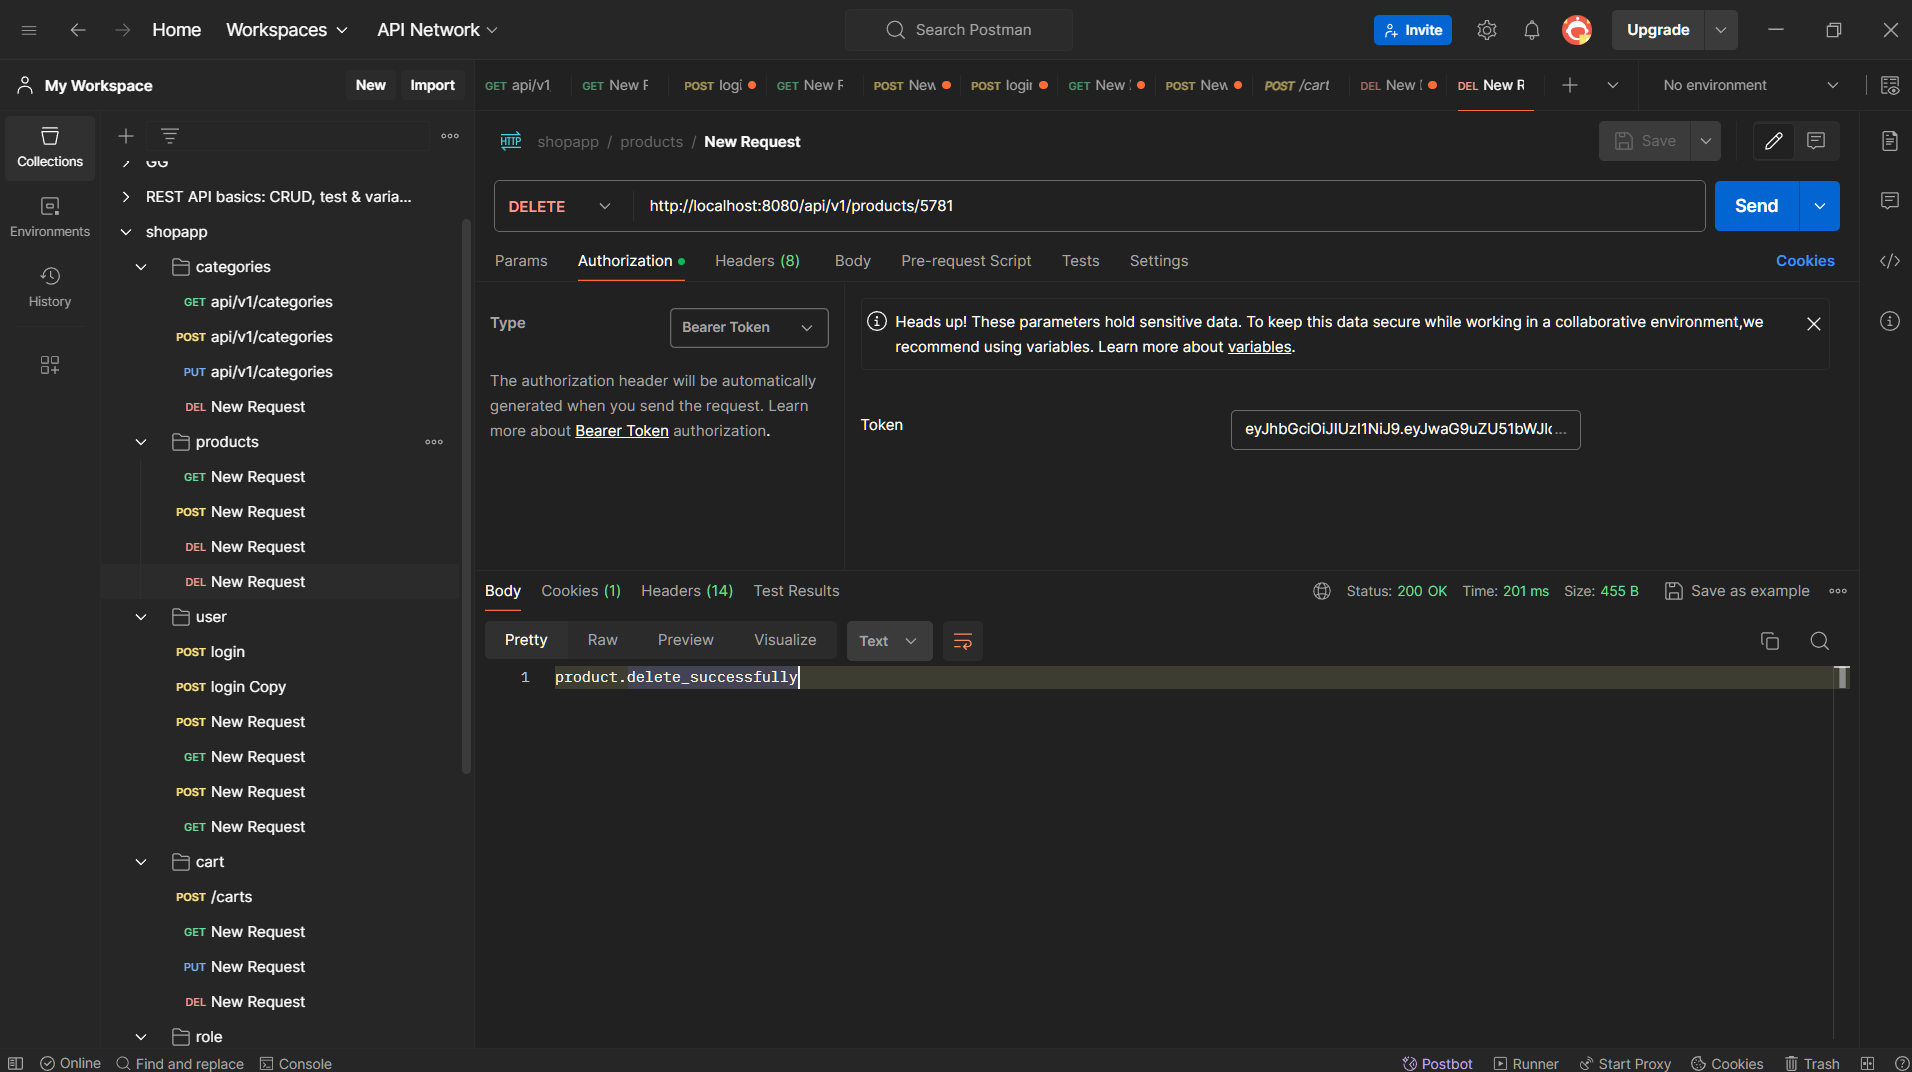 Home Workspaces API Network Search Postman Invite Upgrade
My Workspace New Import
GET api/v1 GET New F POST logi GET New F POST New POST login GET New POST New POST /cart DEL New DEL New R No environment
Collections
Environments
History
GG
REST API basics: CRUD, test & varia...
shopapp
categories
GET api/v1/categories
POST api/v1/categories
PUT api/v1/categories
DEL New Request
products
GET New Request
POST New Request
DEL New Request
DEL New Request
user
POST login
POST login Copy
POST New Request
GET New Request
POST New Request
GET New Request
cart
POST /carts
GET New Request
PUT New Request
DEL New Request
role
HTTP shopapp / products / New Request Save
DELETE http://localhost:8080/api/v1/products/5781 Send
Params Authorization Headers (8) Body Pre-request Script Tests Settings Cookies
Type Bearer Token
The authorization header will be automatically
generated when you send the request. Learn
more about Bearer Token authorization.
Heads up! These parameters hold sensitive data. To keep this data secure while working in a collaborative environment,we
recommend using variables. Learn more about variables.
Token eyJhbGciOiJIUzI1NiJ9.eyJwaG9uZU51bWJlc...
Body Cookies (1) Headers (14) Test Results Status: 200 OK Time: 201 ms Size: 455 B Save as example
Pretty Raw Preview Visualize Text
1 product.delete_successfully
Online Find and replace Console Postbot Runner Start Proxy Cookies Trash